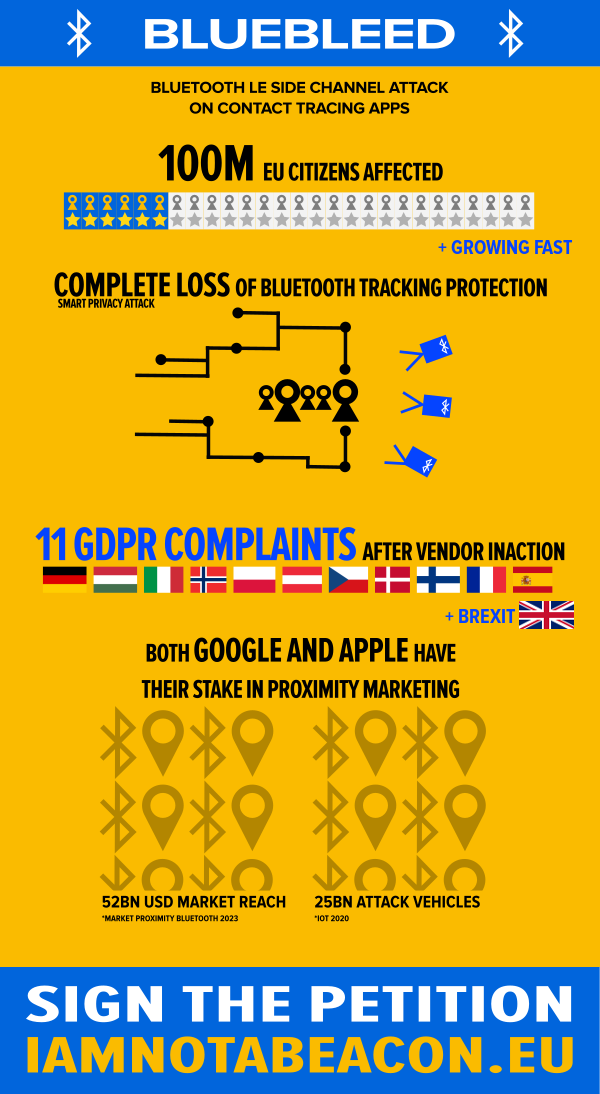 BLUEBLEED
BLUETOOTH LE SIDE CHANNEL ATTACK
ON CONTACT TRACING APPS
100M EU CITIZENS AFFECTED
+ GROWING FAST
COMPLETE LOSS OF BLUETOOTH TRACKING PROTECTION
SMART PRIVACY ATTACK
11 GDPR COMPLAINTS AFTER VENDOR INACTION
+ BREXIT
BOTH GOOGLE AND APPLE HAVE
THEIR STAKE IN PROXIMITY MARKETING
52BN USD MARKET REACH
*MARKET PROXIMITY BLUETOOTH 2023
25BN ATTACK VEHICLES
*IOT 2020
SIGN THE PETITION
IAMNOTABEACON.EU